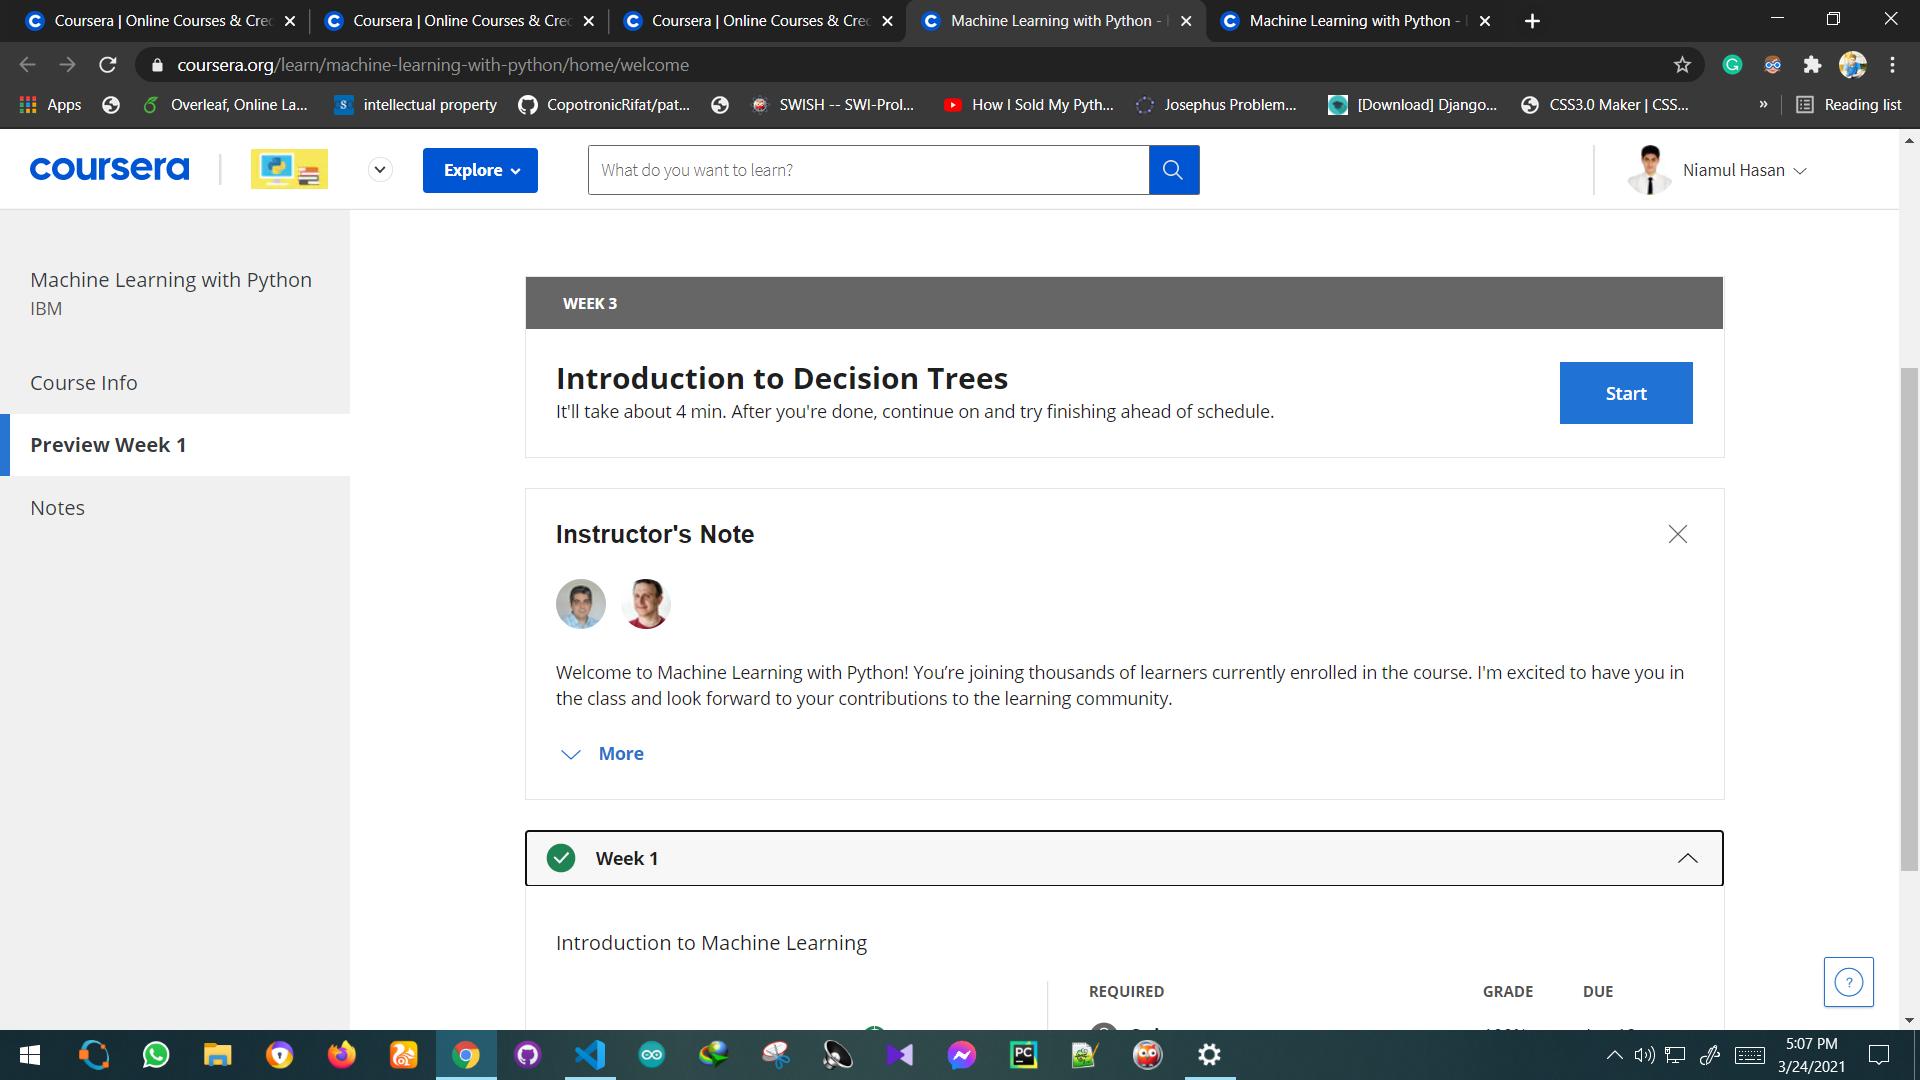 Coursera | Online Courses & Cred
Coursera | Online Courses & Cred
Coursera | Online Courses & Cred
Machine Learning with Python -
Machine Learning with Python -
coursera.org/learn/machine-learning-with-python/home/welcome
Apps
Overleaf, Online La...
intellectual property
CopotronicRifat/pat...
SWISH -- SWI-Prol...
How I Sold My Pyth...
Josephus Problem...
[Download] Django...
CSS3.0 Maker | CSS...
»
Reading list
coursera
Explore
What do you want to learn?
Niamul Hasan
Machine Learning with Python
IBM
Course Info
Preview Week 1
Notes
WEEK 3
Introduction to Decision Trees
It'll take about 4 min. After you're done, continue on and try finishing ahead of schedule.
Start
Instructor's Note
Welcome to Machine Learning with Python! You’re joining thousands of learners currently enrolled in the course. I'm excited to have you in
the class and look forward to your contributions to the learning community.
More
Week 1
Introduction to Machine Learning
REQUIRED
GRADE
DUE
?
PC
5:07 PM
3/24/2021